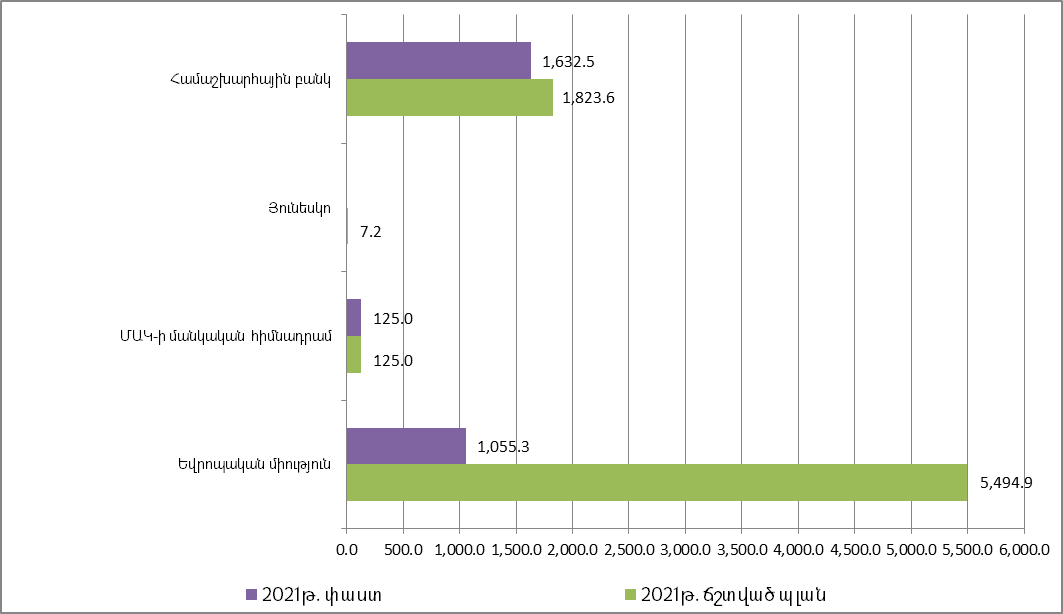 Համաշխարհային բանկ
1,632.5
1,823.6
Յունեսկո
7.2
ՄԱԿ-ի մանկական հիմնադրամ
125.0
125.0
Եվրոպական միություն
1,055.3
5,494.9
0.0 500.0 1,000.0 1,500.0 2,000.0 2,500.0 3,000.0 3,500.0 4,000.0 4,500.0 5,000.0 5,500.0 6,000.0
2021թ. փաստ 2021թ. ճշտված պլան